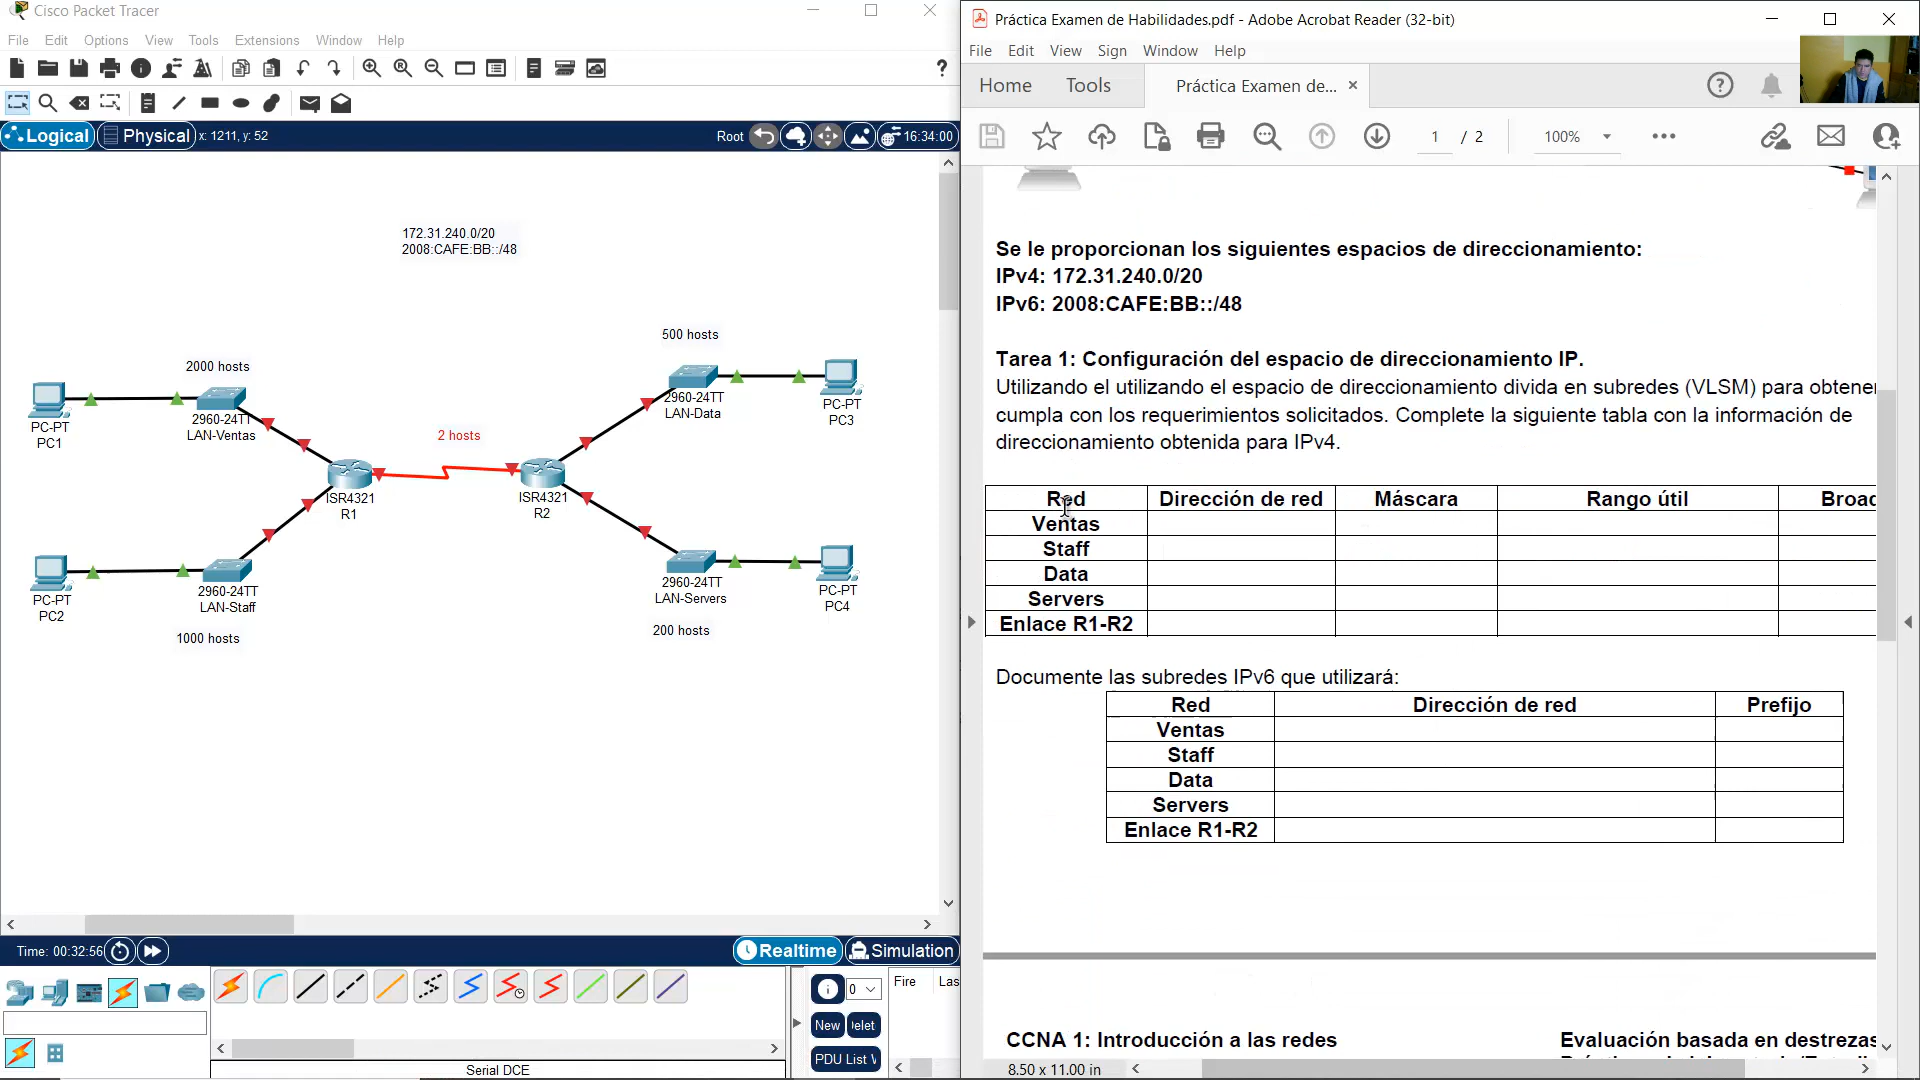 Cisco Packet Tracer
File Edit Options View Tools Extensions Window Help
?
Logical Physical x: 1211, y: 52 Root 16:34:00
172.31.240.0/20
2008:CAFE:BB::/48
500 hosts
2000 hosts
2960-24TT
LAN-Data
PC-PT
PC3
2960-24TT
LAN-Ventas
PC-PT
PC1
2 hosts
ISR4321
R1
ISR4321
R2
2960-24TT
LAN-Servers
PC-PT
PC4
2960-24TT
LAN-Staff
PC-PT
PC2
200 hosts
1000 hosts
Time: 00:32:56 Realtime Simulation
0 Fire Las
New elet
PDU List
Serial DCE
Práctica Examen de Habilidades.pdf - Adobe Acrobat Reader (32-bit)
File Edit View Sign Window Help
Home Tools Práctica Examen de... ×
1 / 2 100%
Se le proporcionan los siguientes espacios de direccionamiento:
IPv4: 172.31.240.0/20
IPv6: 2008:CAFE:BB::/48
Tarea 1: Configuración del espacio de direccionamiento IP.
Utilizando el utilizando el espacio de direccionamiento divida en subredes (VLSM) para obtener
cumpla con los requerimientos solicitados. Complete la siguiente tabla con la información de
direccionamiento obtenida para IPv4.
Red Dirección de red Máscara Rango útil Broad
Ventas
Staff
Data
Servers
Enlace R1-R2
Documente las subredes IPv6 que utilizará:
Red Dirección de red Prefijo
Ventas
Staff
Data
Servers
Enlace R1-R2
CCNA 1: Introducción a las redes Evaluación basada en destrezas
8.50 x 11.00 in